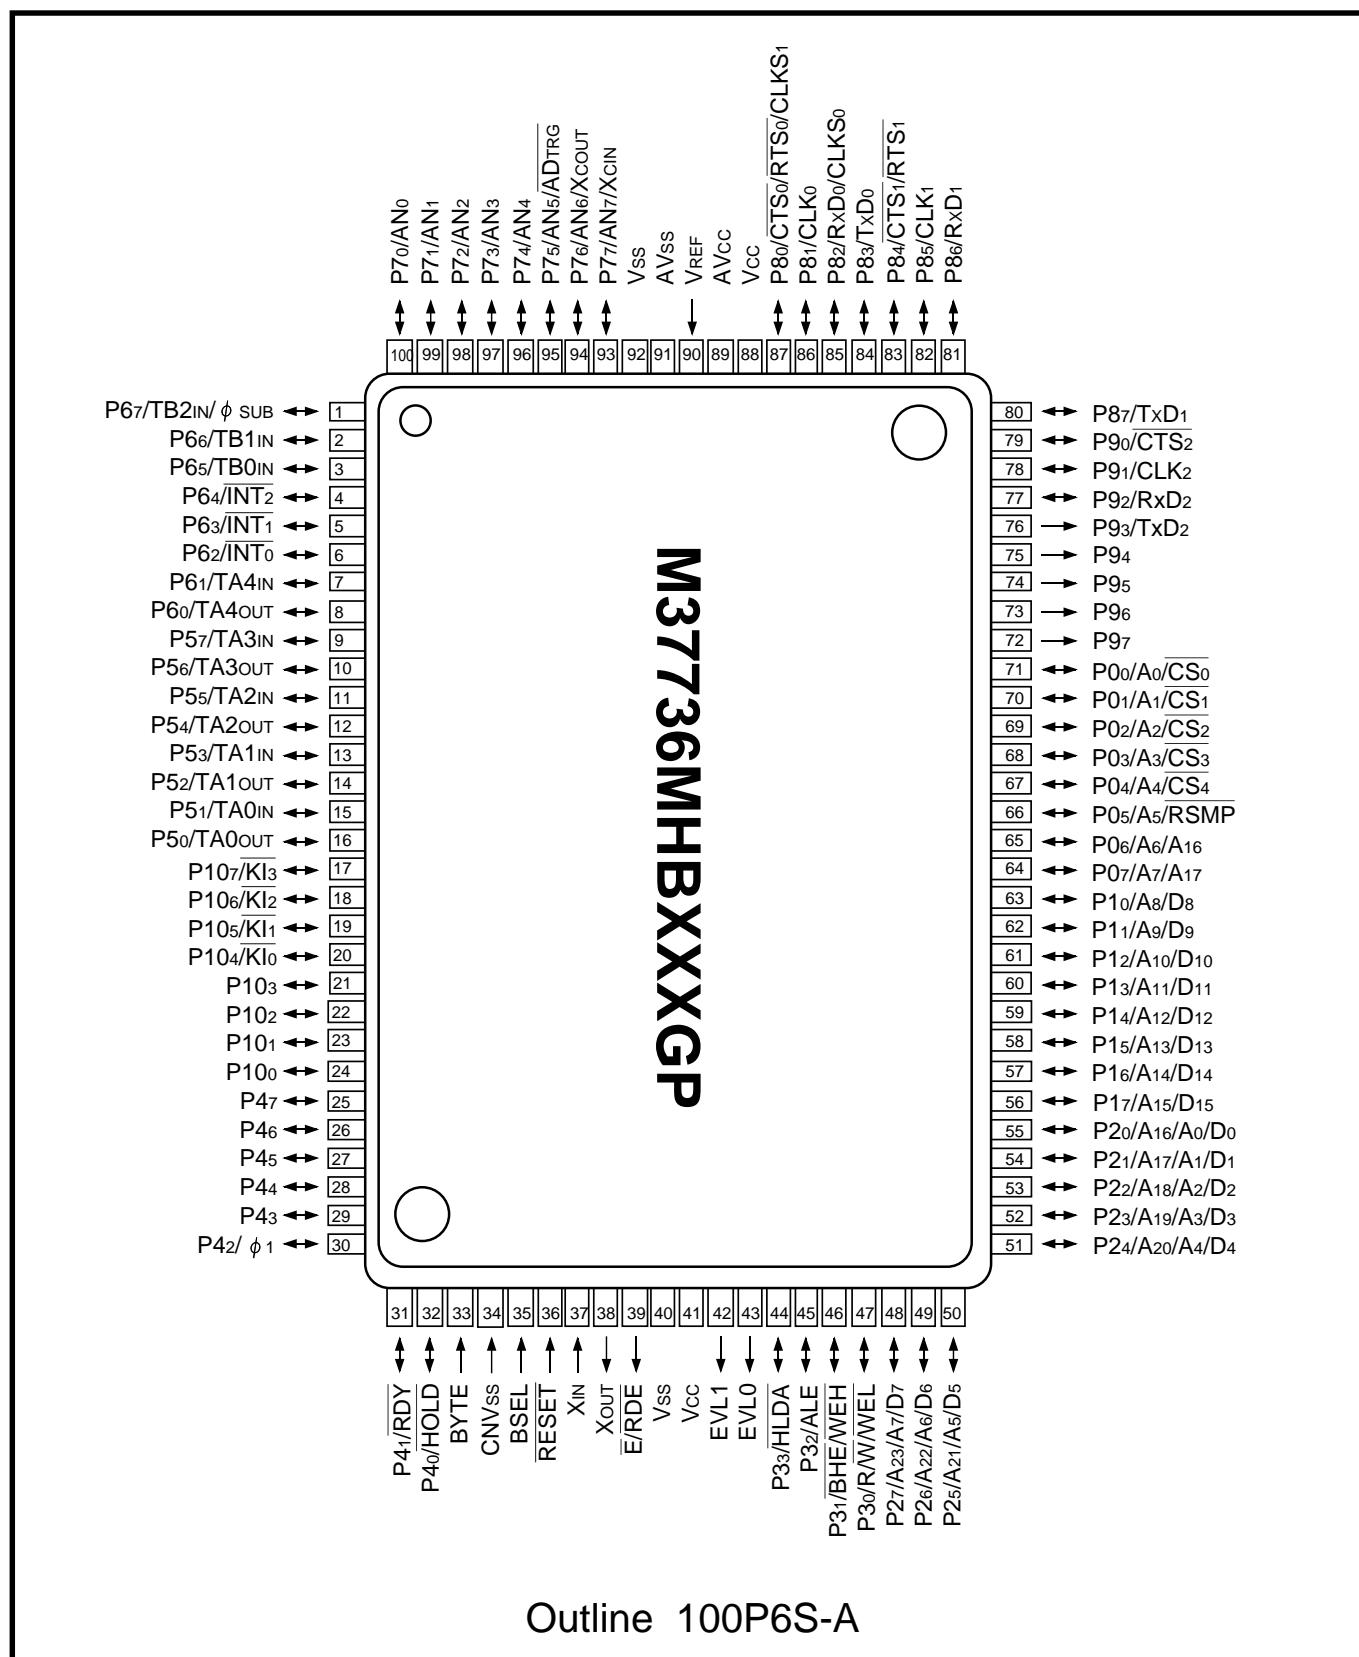 P70/AN0
P71/AN1
P72/AN2
P73/AN3
P74/AN4
P75/AN5/ADTRG
P76/AN6/XCOUT
P77/AN7/XCIN
VSS
AVSS
VREF
AVCC
VCC
P80/CTS0/RTS0/CLKS1
P81/CLK0
P82/RXD0/CLKS0
P83/TXD0
P84/CTS1/RTS1
P85/CLK1
P86/RXD1
100 99 98 97 96 95 94 93 92 91 90 89 88 87 86 85 84 83 82 81
P67/TB2IN/ϕ SUB 1
P66/TB1IN 2
P65/TB0IN 3
P64/INT2 4
P63/INT1 5
P62/INT0 6
P61/TA4IN 7
P60/TA4OUT 8
P57/TA3IN 9
P56/TA3OUT 10
P55/TA2IN 11
P54/TA2OUT 12
P53/TA1IN 13
P52/TA1OUT 14
P51/TA0IN 15
P50/TA0OUT 16
P107/KI3 17
P106/KI2 18
P105/KI1 19
P104/KI0 20
P103 21
P102 22
P101 23
P100 24
P47 25
P46 26
P45 27
P44 28
P43 29
P42/ ϕ 1 30
M37736MHBXXXGP
80 P87/TXD1
79 P90/CTS2
78 P91/CLK2
77 P92/RxD2
76 P93/TxD2
75 P94
74 P95
73 P96
72 P97
71 P00/A0/CS0
70 P01/A1/CS1
69 P02/A2/CS2
68 P03/A3/CS3
67 P04/A4/CS4
66 P05/A5/RSMP
65 P06/A6/A16
64 P07/A7/A17
63 P10/A8/D8
62 P11/A9/D9
61 P12/A10/D10
60 P13/A11/D11
59 P14/A12/D12
58 P15/A13/D13
57 P16/A14/D14
56 P17/A15/D15
55 P20/A16/A0/D0
54 P21/A17/A1/D1
53 P22/A18/A2/D2
52 P23/A19/A3/D3
51 P24/A20/A4/D4
31 32 33 34 35 36 37 38 39 40 41 42 43 44 45 46 47 48 49 50
P41/RDY
P40/HOLD
BYTE
CNVSS
BSEL
RESET
XIN
XOUT
E/RDE
VSS
VCC
EVL1
EVL0
P33/HLDA
P32/ALE
P31/BHE/WEH
P30/R/W/WEL
P27/A23/A7/D7
P26/A22/A6/D6
P25/A21/A5/D5
Outline 100P6S-A